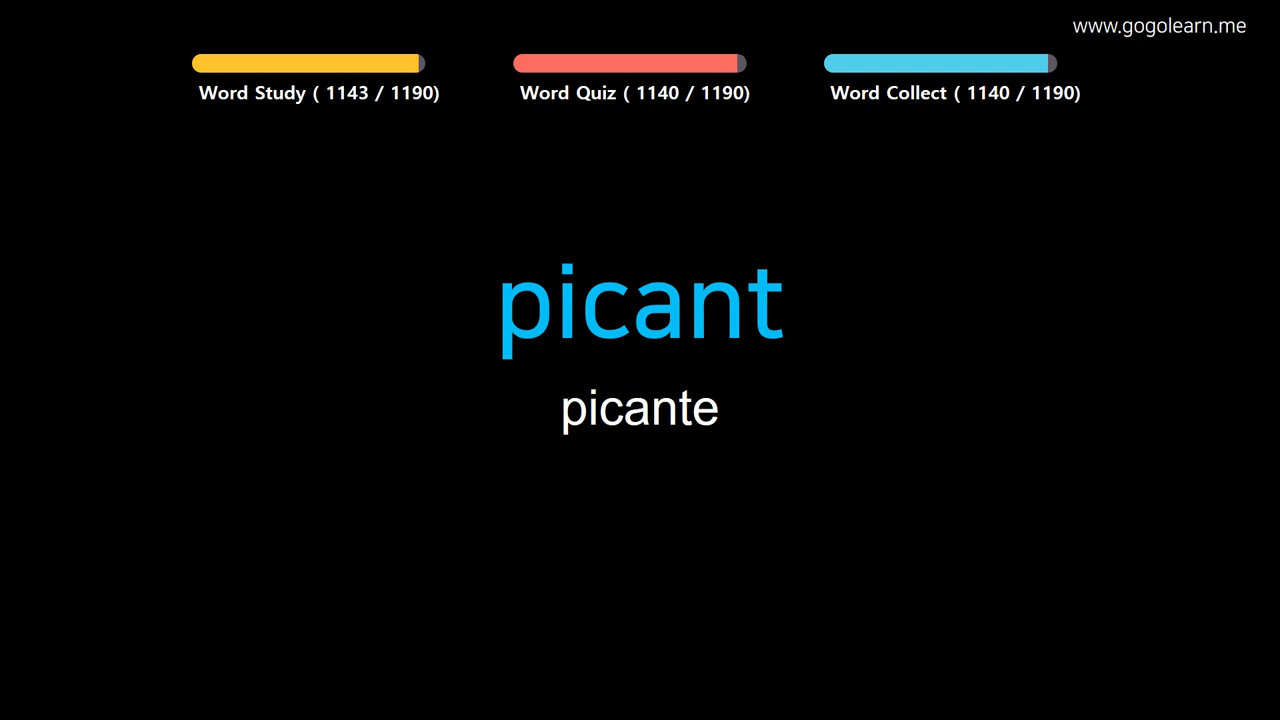 www.gogolearn.me
Word Study ( 1143 / 1190)
Word Quiz ( 1140 / 1190)
Word Collect ( 1140 / 1190)
picant
picante